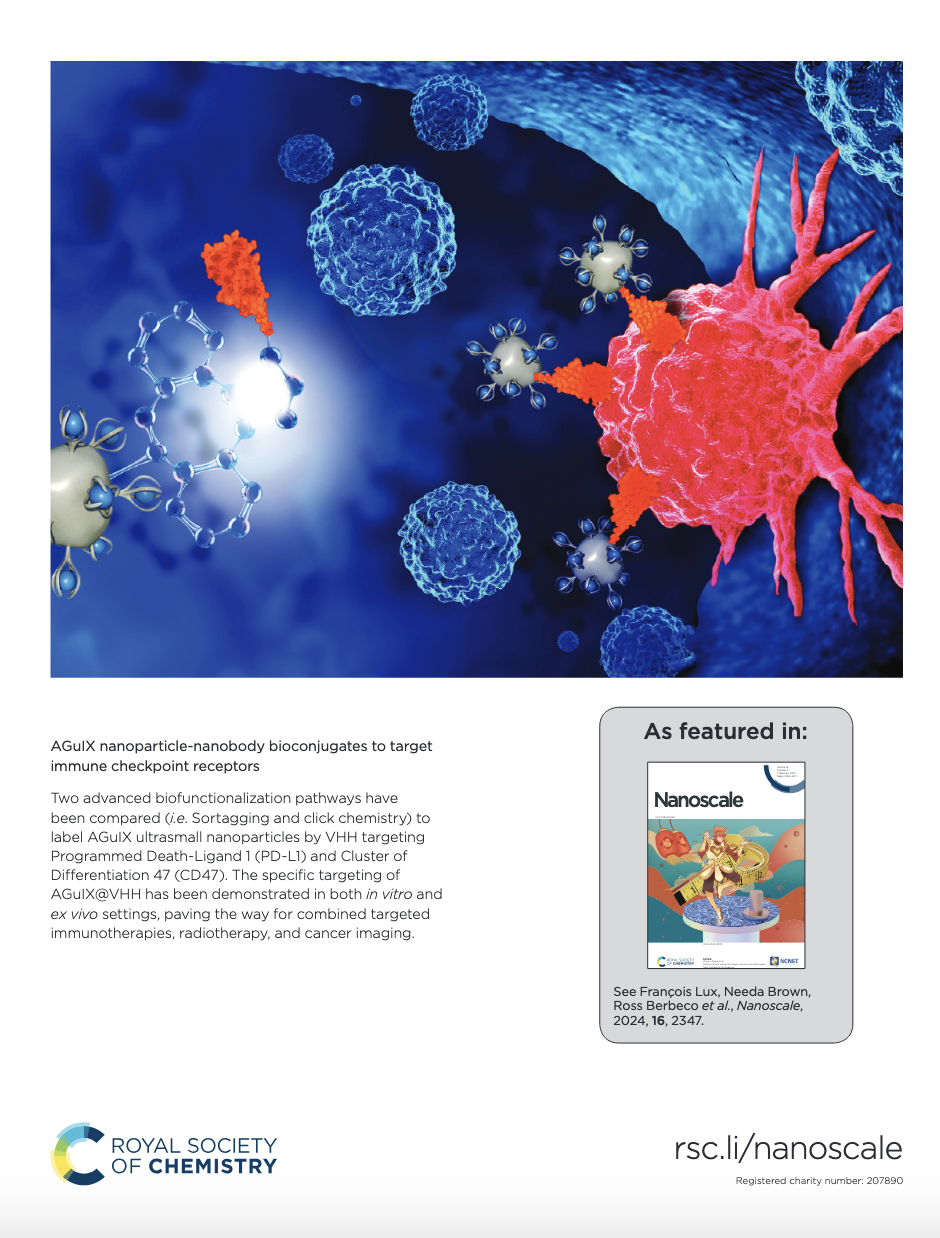 AGuIX nanoparticle-nanobody bioconjugates to target
immune checkpoint receptors
Two advanced biofunctionalization pathways have
been compared (i.e. Sortagging and click chemistry) to
label AGuIX ultrasmall nanoparticles by VHH targeting
Programmed Death-Ligand 1 (PD-L1) and Cluster of
Differentiation 47 (CD47). The specific targeting of
AGuIX@VHH has been demonstrated in both in vitro and
ex vivo settings, paving the way for combined targeted
immunotherapies, radiotherapy, and cancer imaging.
As featured in:
Nanoscale
ROYAL SOCIETY
OF CHEMISTRY
NCNST
See François Lux, Needa Brown,
Ross Berbeco et al., Nanoscale,
2024, 16, 2347.
ROYAL SOCIETY
OF CHEMISTRY
rsc.li/nanoscale
Registered charity number: 207890